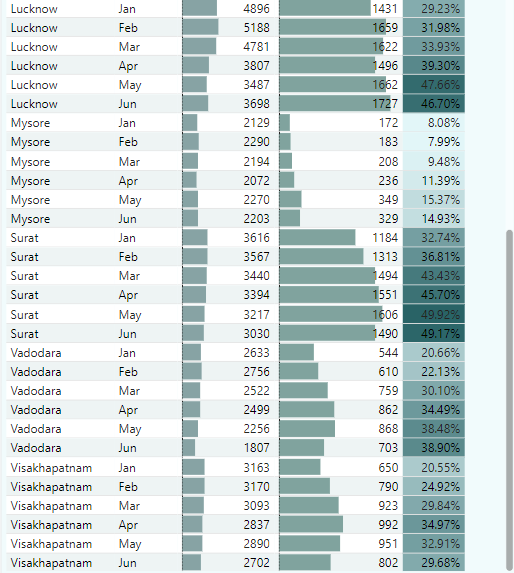 Lucknow Jan 4896 1431 29.23%
Lucknow Feb 5188 1659 31.98%
Lucknow Mar 4781 1622 33.93%
Lucknow Apr 3807 1496 39.30%
Lucknow May 3487 1662 47.66%
Lucknow Jun 3698 1727 46.70%
Mysore Jan 2129 172 8.08%
Mysore Feb 2290 183 7.99%
Mysore Mar 2194 208 9.48%
Mysore Apr 2072 236 11.39%
Mysore May 2270 349 15.37%
Mysore Jun 2203 329 14.93%
Surat Jan 3616 1184 32.74%
Surat Feb 3567 1313 36.81%
Surat Mar 3440 1494 43.43%
Surat Apr 3394 1551 45.70%
Surat May 3217 1606 49.92%
Surat Jun 3030 1490 49.17%
Vadodara Jan 2633 544 20.66%
Vadodara Feb 2756 610 22.13%
Vadodara Mar 2522 759 30.10%
Vadodara Apr 2499 862 34.49%
Vadodara May 2256 868 38.48%
Vadodara Jun 1807 703 38.90%
Visakhapatnam Jan 3163 650 20.55%
Visakhapatnam Feb 3170 790 24.92%
Visakhapatnam Mar 3093 923 29.84%
Visakhapatnam Apr 2837 992 34.97%
Visakhapatnam May 2890 951 32.91%
Visakhapatnam Jun 2702 802 29.68%